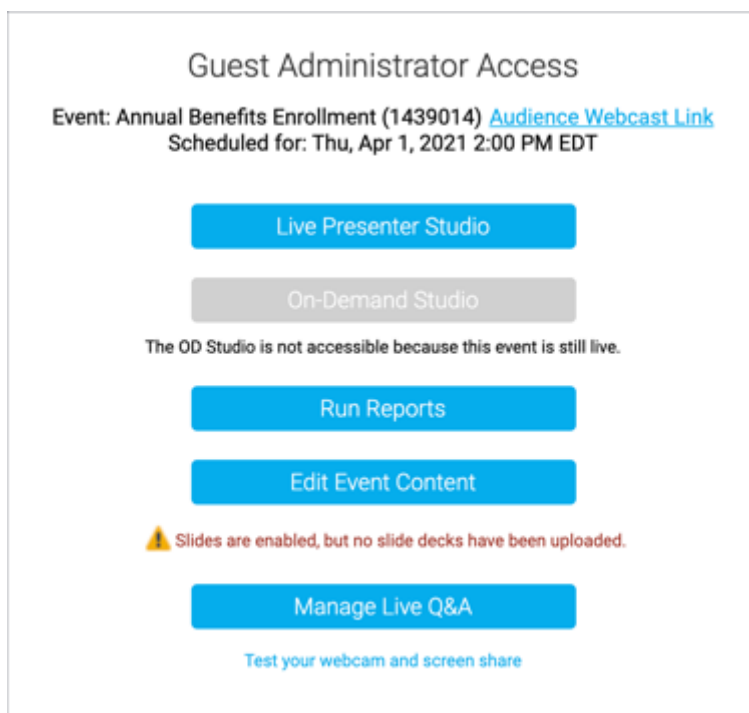 Guest Administrator Access
Event: Annual Benefits Enrollment (1439014) Audience Webcast Link
Scheduled for: Thu, Apr 1, 2021 2:00 PM EDT
Live Presenter Studio
On-Demand Studio
The OD Studio is not accessible because this event is still live.
Run Reports
Edit Event Content
Slides are enabled, but no slide decks have been uploaded.
Manage Live Q&A
Test your webcam and screen share